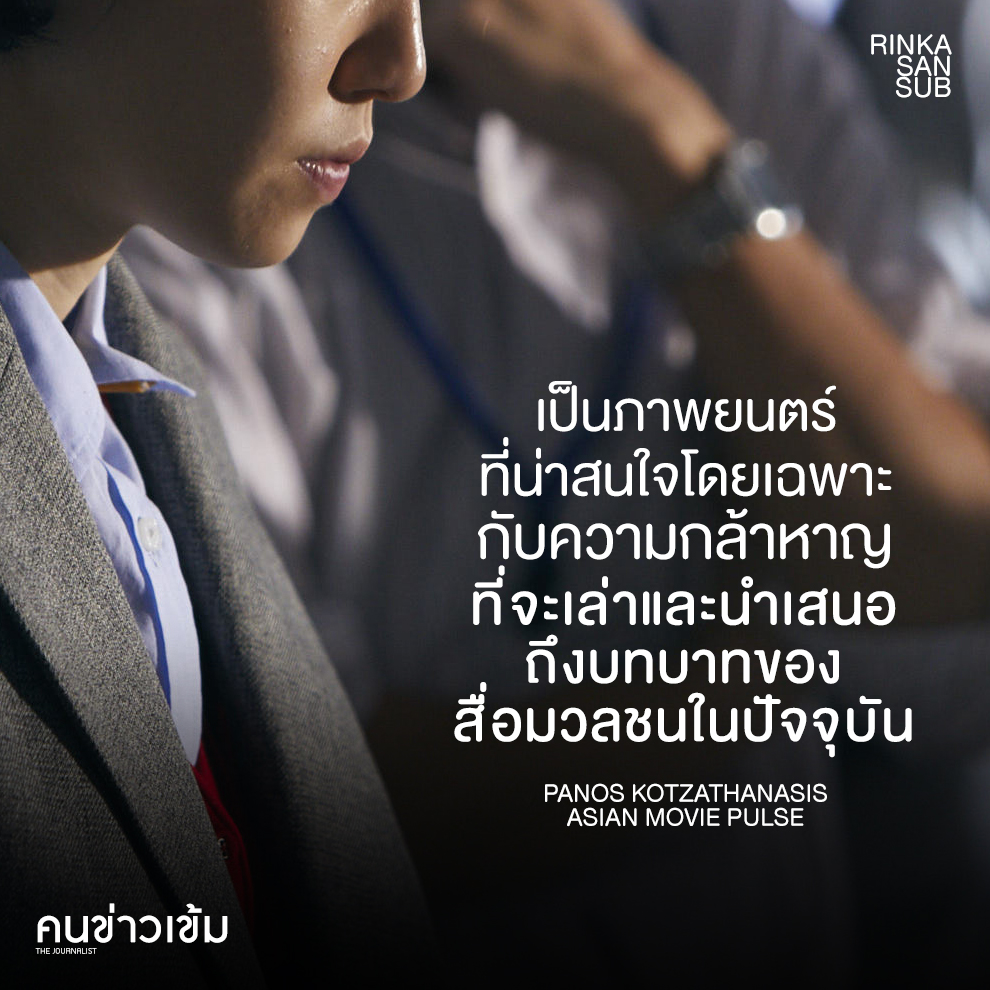 RINKA
SAN
SUB
เป็นภาพยนตร์
ที่น่าสนใจโดยเฉพาะ
กับความกล้าหาญ
ที่จะเล่าและนำเสนอ
ถึงบทบาทของ
สื่อมวลชนในปัจจุบัน
PANOS KOTZATHANASIS
ASIAN MOVIE PULSE
คนข่าวเข้ม
THE JOURNALIST